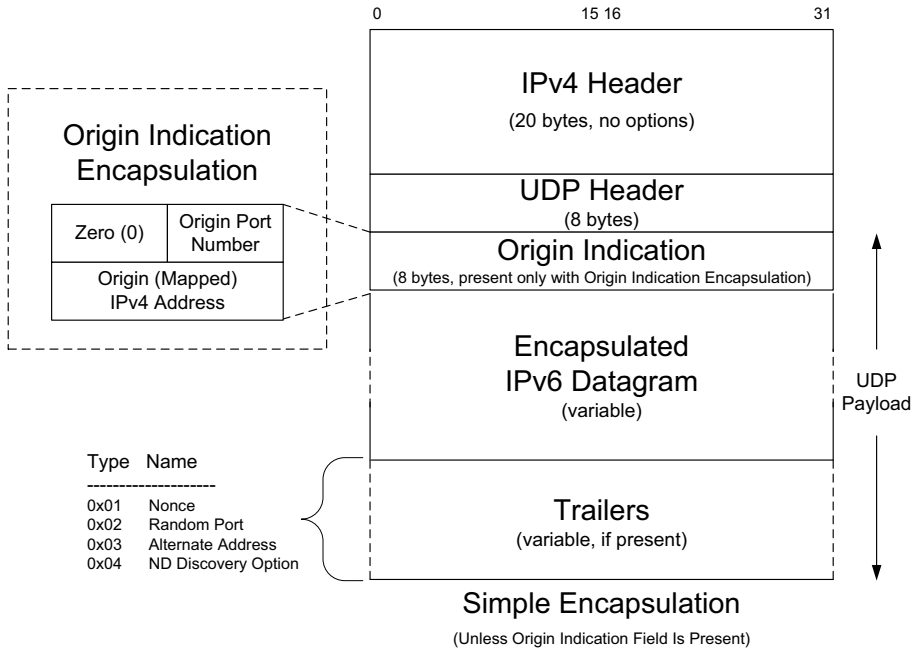 0 15 16 31
IPv4 Header
(20 bytes, no options)
Origin Indication
Encapsulation
Zero (0)
Origin Port
Number
Origin (Mapped)
IPv4 Address
UDP Header
(8 bytes)
Origin Indication
(8 bytes, present only with Origin Indication Encapsulation)
Encapsulated
IPv6 Datagram
(variable)
UDP
Payload
Type Name
--------------------
0x01 Nonce
0x02 Random Port
0x03 Alternate Address
0x04 ND Discovery Option
Trailers
(variable, if present)
Simple Encapsulation
(Unless Origin Indication Field Is Present)